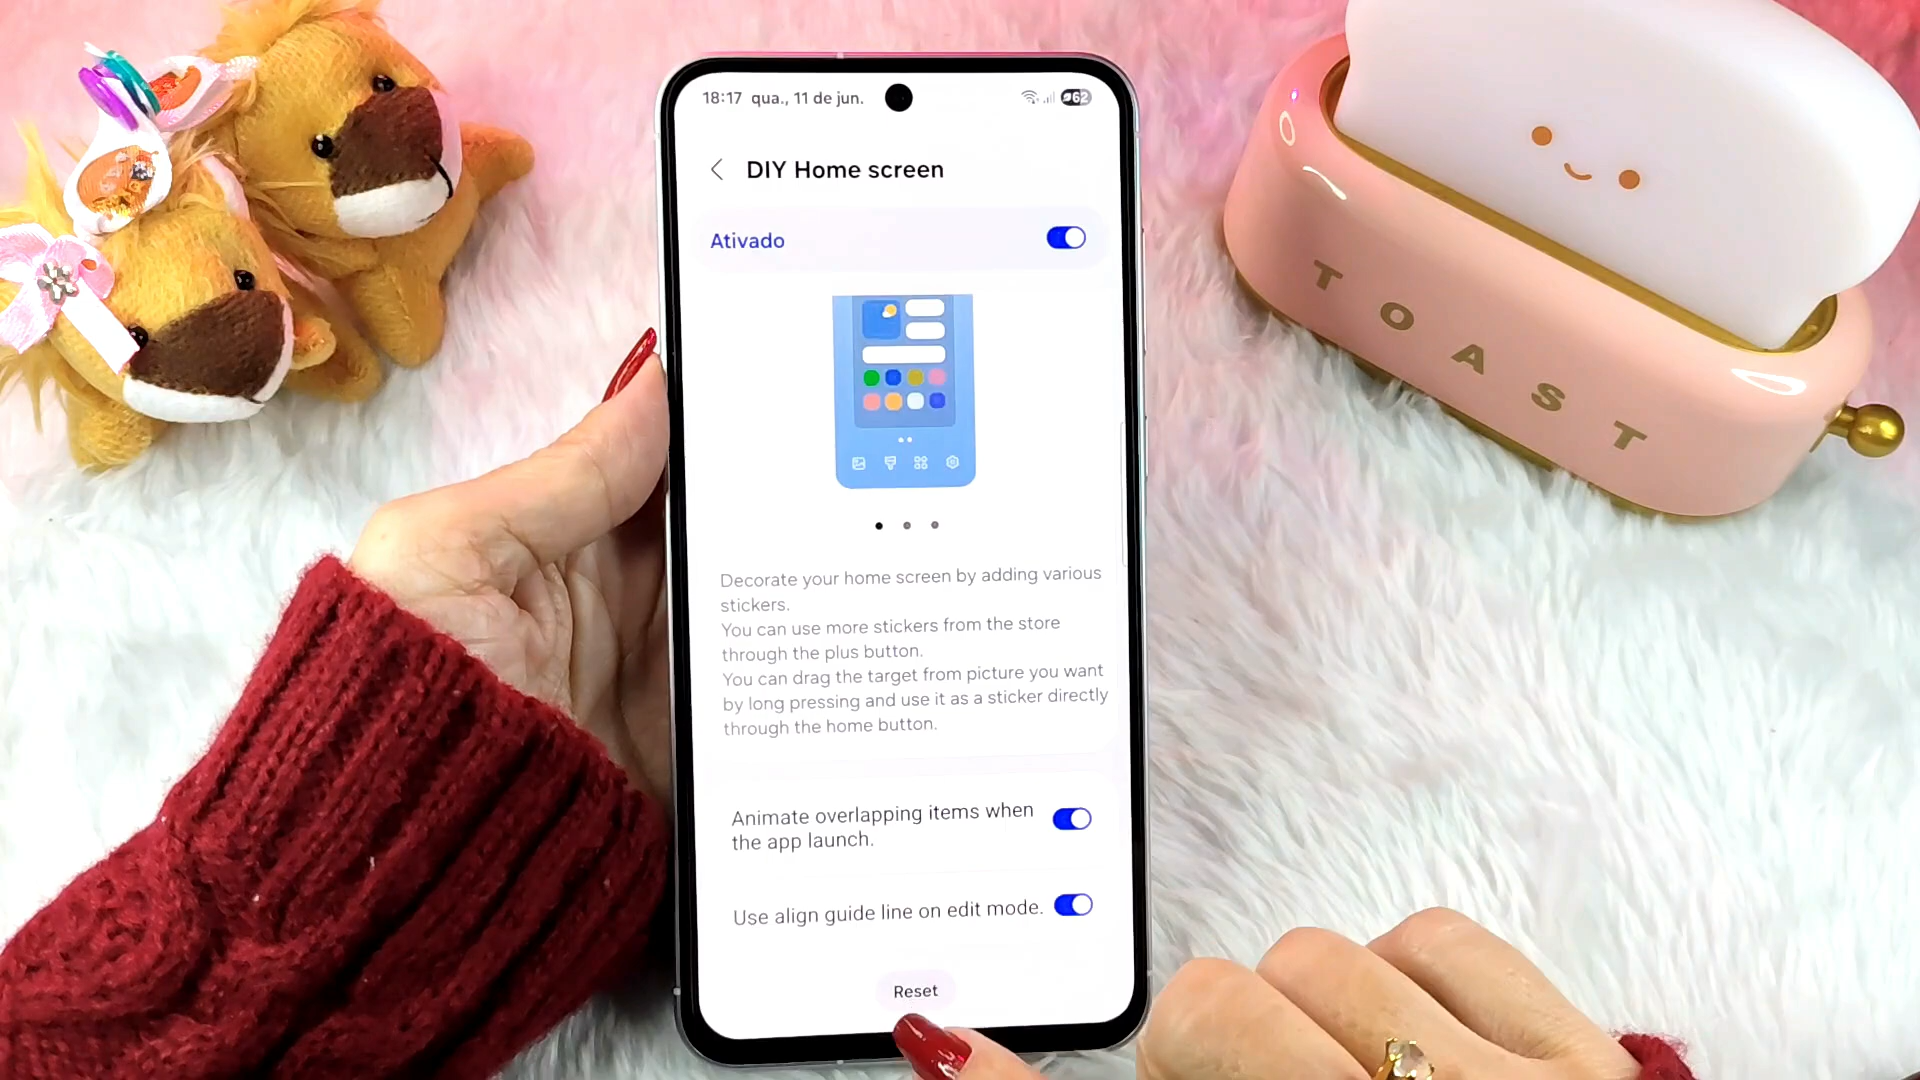 18:17 qua., 11 de jun.
62
DIY Home screen
Ativado
Decorate your home screen by adding various
stickers.
You can use more stickers from the store
through the plus button.
You can drag the target from picture you want
by long pressing and use it as a sticker directly
through the home button.
Animate overlapping items when
the app launch.
Use align guide line on edit mode.
Reset
TOAST